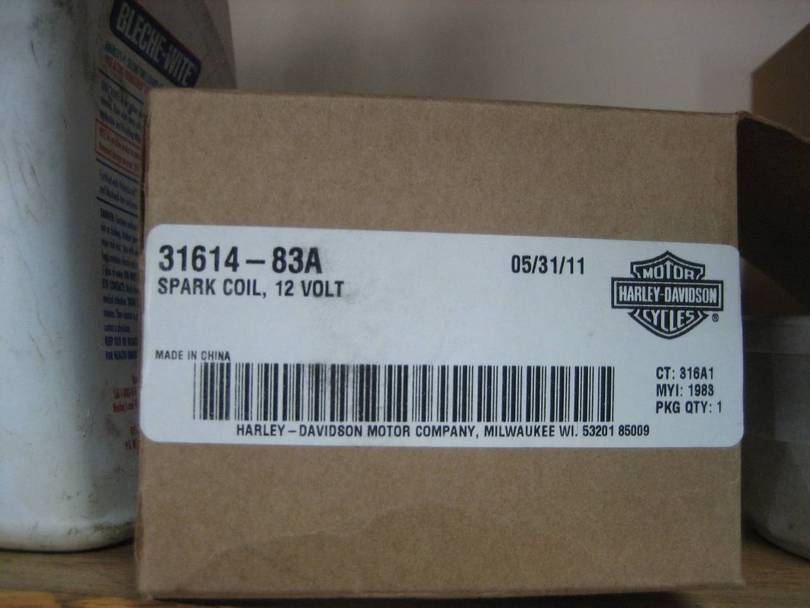 BLECHE-WITE
31614-83A
05/31/11
SPARK COIL, 12 VOLT
MOTOR
HARLEY-DAVIDSON
CYCLES ®
MADE IN CHINA
CT: 316A1
MYI: 1983
PKG QTY: 1
HARLEY-DAVIDSON MOTOR COMPANY, MILWAUKEE WI. 53201 85009